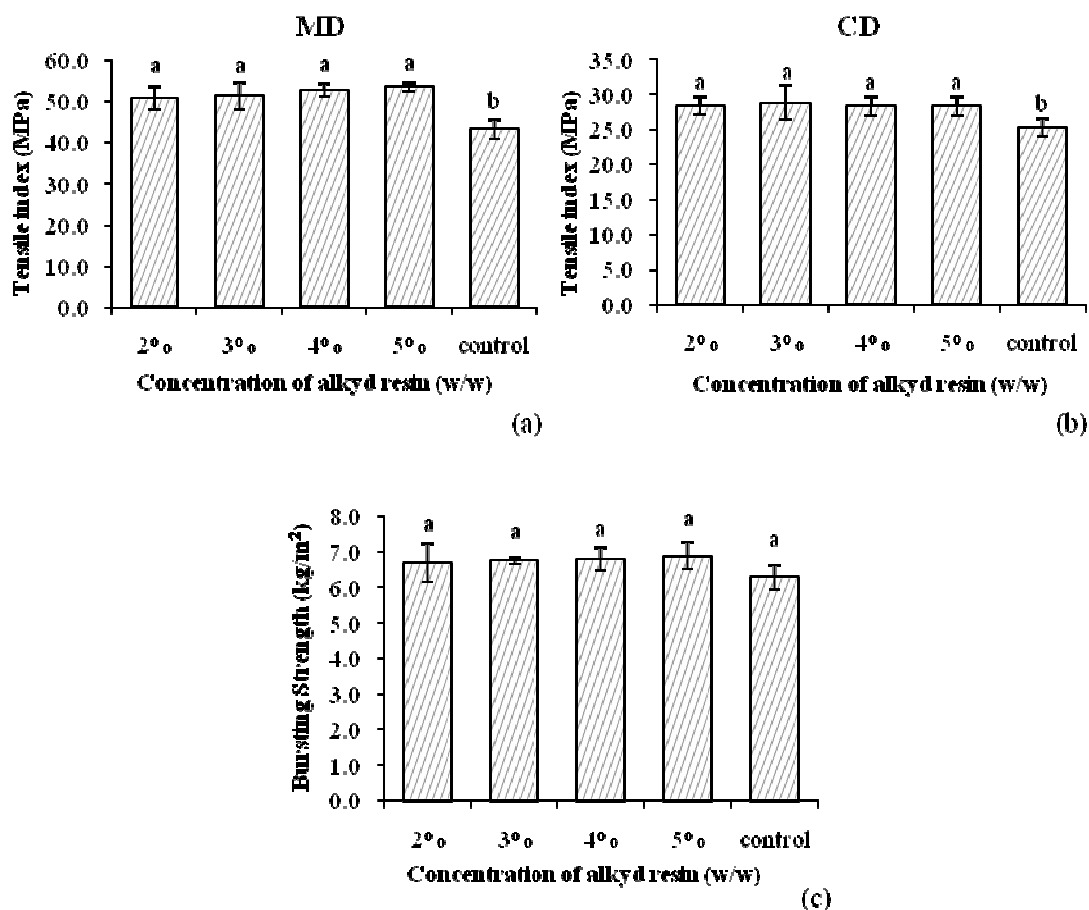 MD
60.0
50.0
40.0
30.0
20.0
10.0
0.0
Tensile index (MPa)
a a a a b
2% 3% 4% 5% control
Concentration of alkyd resin (w/w)
(a)
CD
35.0
30.0
25.0
20.0
15.0
10.0
5.0
0.0
Tensile index (MPa)
a a a a b
2% 3% 4% 5% control
Concentration of alkyd resin (w/w)
(b)
8.0
7.0
6.0
5.0
4.0
3.0
2.0
1.0
0.0
Bursting Strength (kg/m²)
a a a a a
2% 3% 4% 5% control
Concentration of alkyd resin (w/w)
(c)